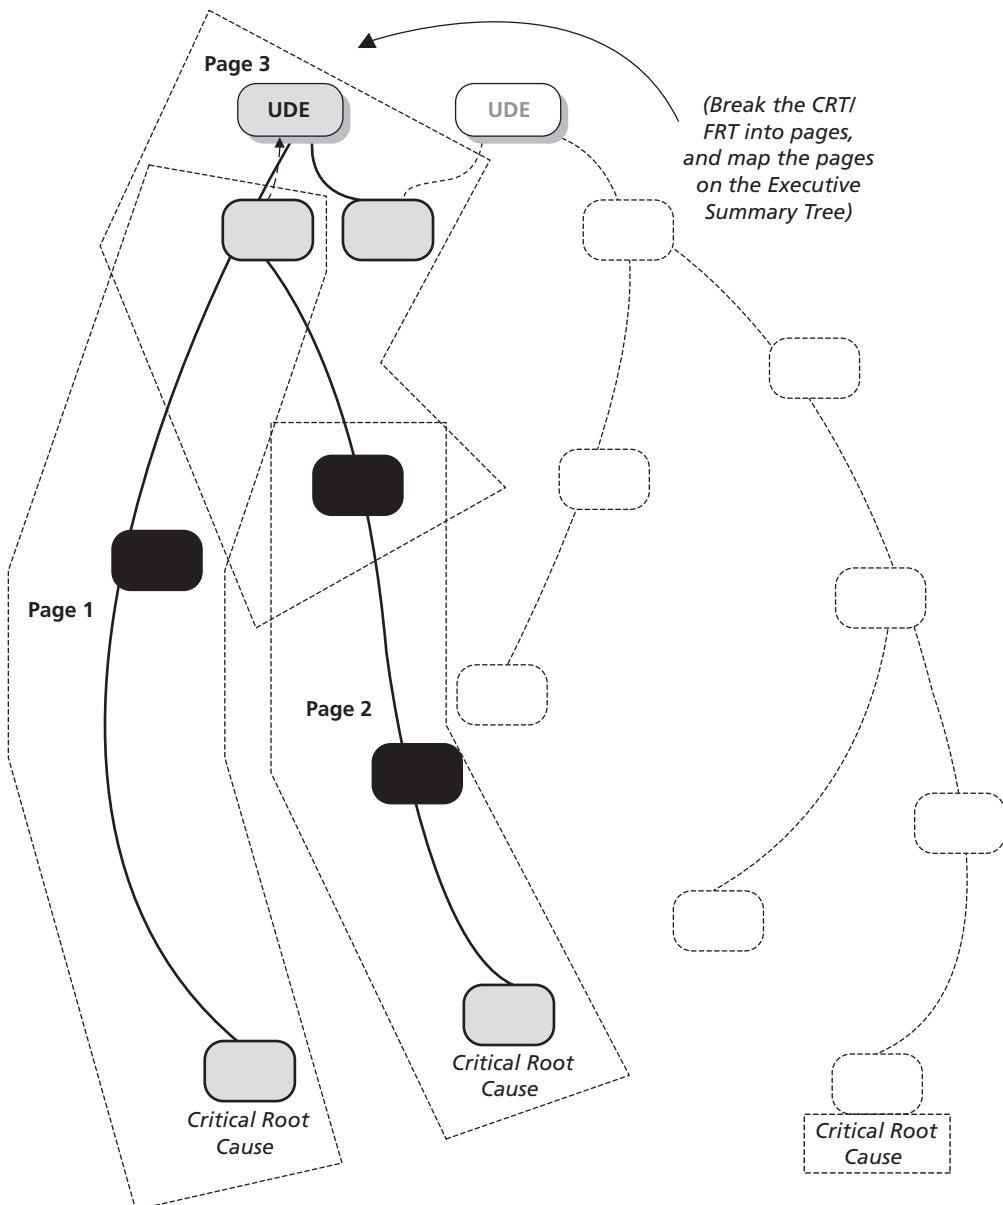 Page 3
UDE
UDE
(Break the CRT/
FRT into pages,
and map the pages
on the Executive
Summary Tree)
Page 1
Page 2
Critical Root
Cause
Critical Root
Cause
Critical Root
Cause